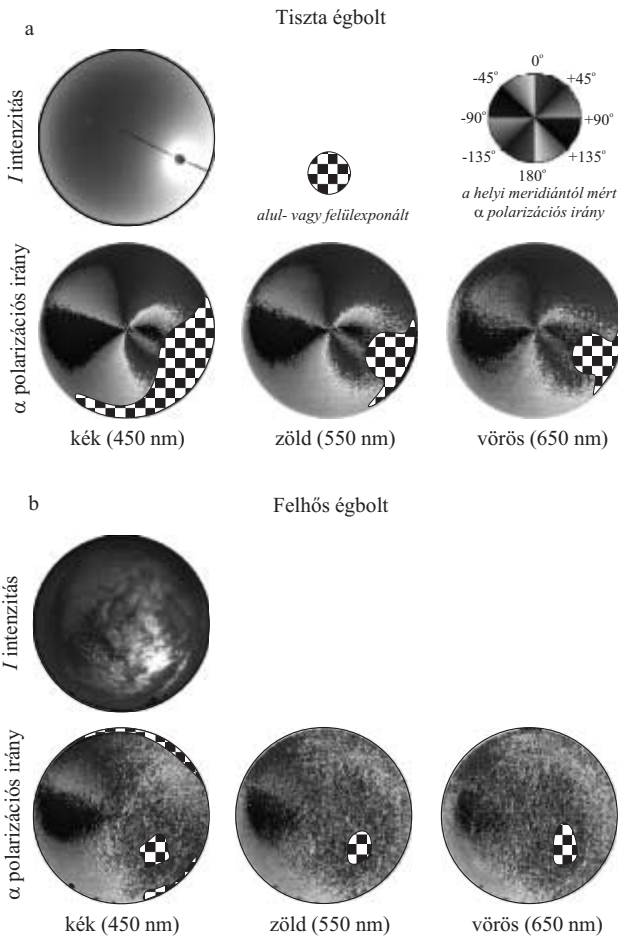 a
Tiszta égbolt
I intenzitás
0°
-45°
+45°
-90°
+90°
-135°
+135°
180°
alul- vagy felülexponált
a helyi meridiántól mért
α polarizációs irány
α polarizációs irány
kék (450 nm)
zöld (550 nm)
vörös (650 nm)
b
Felhős égbolt
I intenzitás
α polarizációs irány
kék (450 nm)
zöld (550 nm)
vörös (650 nm)